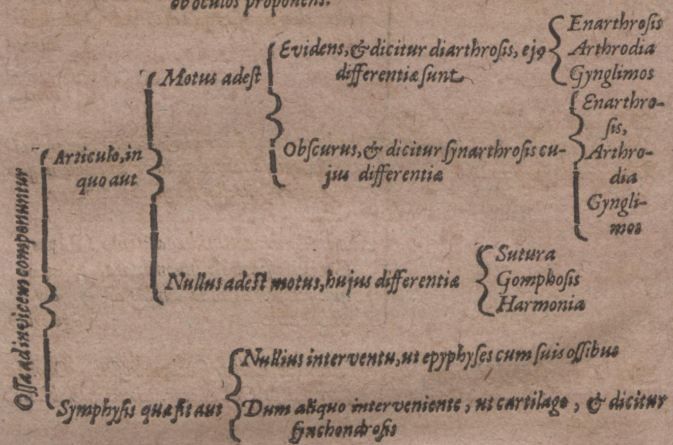 ob oculos proponens.
Ossa ad invicem componuntur
Articulo, in
quo aut
Motus adest
Evidens, & dicitur diarthrosis, ejꝰ
differentiæ sunt
Enarthrosis
Arthrodia
Gynglimos
Obscurus, & dicitur synarthrosis cu-
jus differentiæ
Enarthro-
sis,
Arthro-
dia
Gyngli-
mos
Nullus adest motus, hujus differentiæ
Sutura
Gomphosis
Harmonia
Symphysis quæ fit aut
Nullius interventu, ut epyphyses cum suis ossibus
Dum aliquo interveniente, ut cartilago, & dicitur
synchondrosis